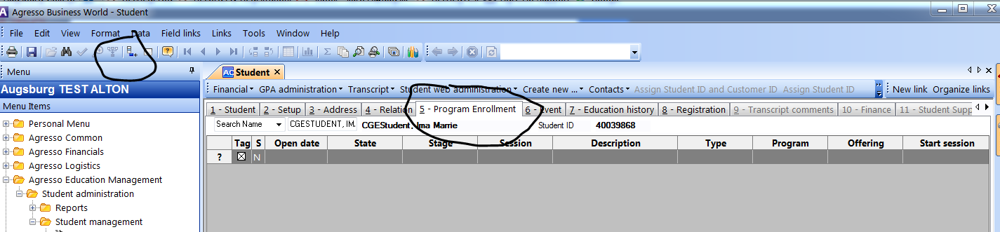 Agresso Business World - Student
File Edit View Format Data Field links Links Tools Window Help
Menu
Student
Augsburg TEST ALTON
Financial GPA administration Transcript Student web administration Create new ... Contacts Assign Student ID and Customer ID Assign Student ID New link Organize links
Menu Items
1 - Student 2 - Setup 3 - Address 4 - Relation 5 - Program Enrollment 6 - Event 7 - Education history 8 - Registration 9 - Transcript comments 10 - Finance 11 - Student Supp
Personal Menu
Search Name CGESTUDENT, IM. CGEStudent, Ima Marrie Student ID 40039868
Agresso Common
Tag S Open date State Stage Session Description Type Program Offering Start session
Agresso Financials
? N
Agresso Logistics
Agresso Education Management
Student administration
Reports
Student management